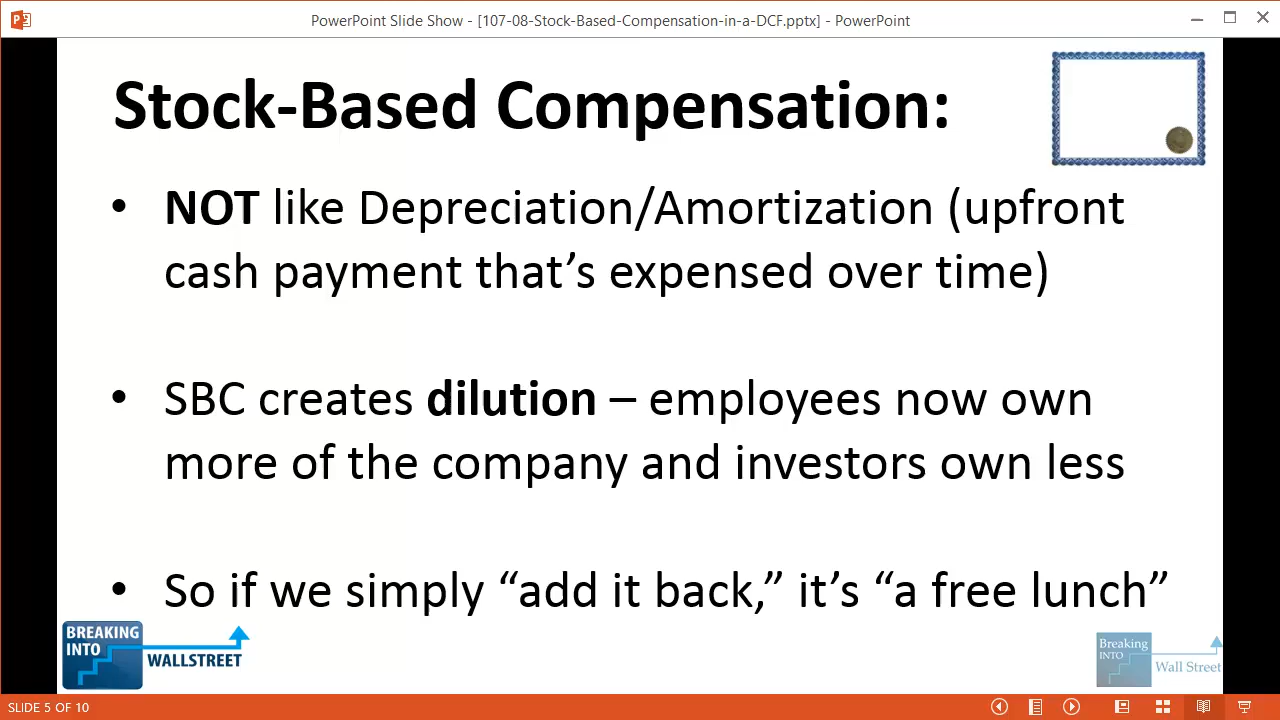 PowerPoint Slide Show - [107-08-Stock-Based-Compensation-in-a-DCF.pptx] - PowerPoint
Stock-Based Compensation:
• NOT like Depreciation/Amortization (upfront
cash payment that’s expensed over time)
• SBC creates dilution – employees now own
more of the company and investors own less
• So if we simply “add it back,” it’s “a free lunch”
BREAKING
INTO
WALLSTREET
Breaking
INTO
Wall Street
SLIDE 5 OF 10